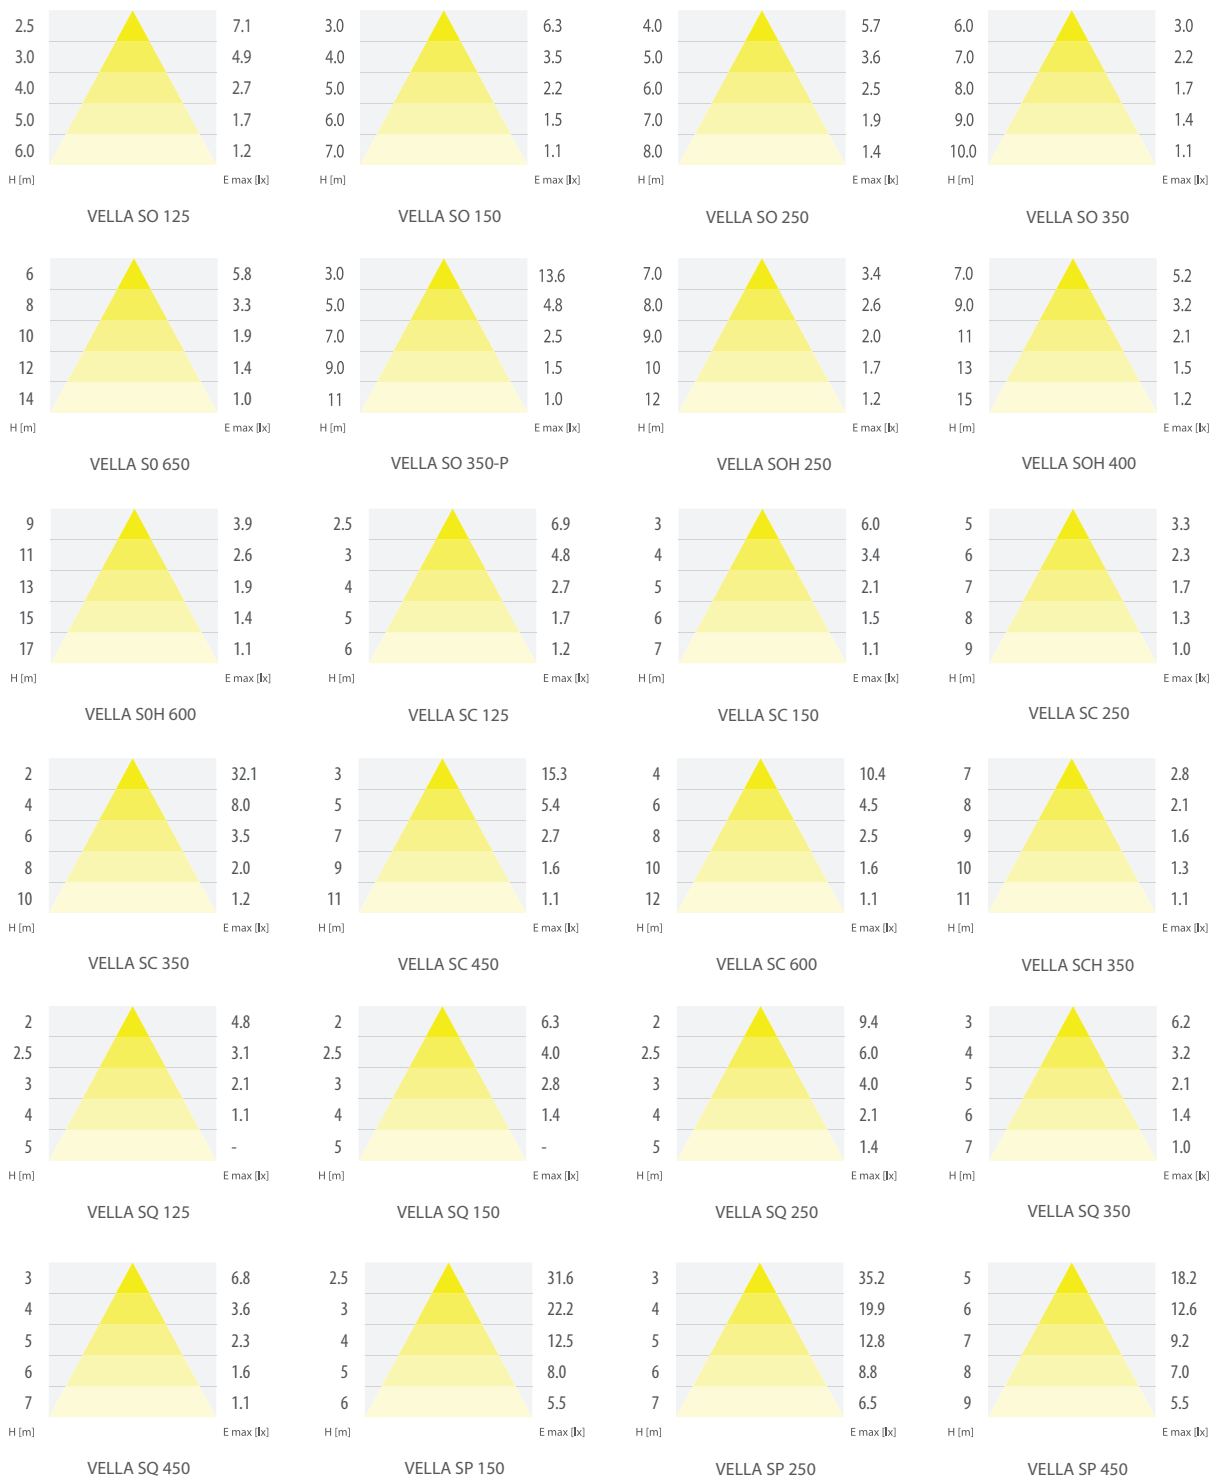 2.5 7.1 3.0 6.3 4.0 5.7 6.0 3.0
3.0 4.9 4.0 3.5 5.0 3.6 7.0 2.2
4.0 2.7 5.0 2.2 6.0 2.5 8.0 1.7
5.0 1.7 6.0 1.5 7.0 1.9 9.0 1.4
6.0 1.2 7.0 1.1 8.0 1.4 10.0 1.1
H [m] E max [lx] H [m] E max [lx] H [m] E max [lx] H [m] E max [lx]
VELLA SO 125 VELLA SO 150 VELLA SO 250 VELLA SO 350
6 5.8 3.0 13.6 7.0 3.4 7.0 5.2
8 3.3 5.0 4.8 8.0 2.6 9.0 3.2
10 1.9 7.0 2.5 9.0 2.0 11 2.1
12 1.4 9.0 1.5 10 1.7 13 1.5
14 1.0 11 1.0 12 1.2 15 1.2
H [m] E max [lx] H [m] E max [lx] H [m] E max [lx] H [m] E max [lx]
VELLA S0 650 VELLA SO 350-P VELLA SOH 250 VELLA SOH 400
9 3.9 2.5 6.9 3 6.0 5 3.3
11 2.6 3 4.8 4 3.4 6 2.3
13 1.9 4 2.7 5 2.1 7 1.7
15 1.4 5 1.7 6 1.5 8 1.3
17 1.1 6 1.2 7 1.1 9 1.0
H [m] E max [lx] H [m] E max [lx] H [m] E max [lx] H [m] E max [lx]
VELLA S0H 600 VELLA SC 125 VELLA SC 150 VELLA SC 250
2 32.1 3 15.3 4 10.4 7 2.8
4 8.0 5 5.4 6 4.5 8 2.1
6 3.5 7 2.7 8 2.5 9 1.6
8 2.0 9 1.6 10 1.6 10 1.3
10 1.2 11 1.1 12 1.1 11 1.1
H [m] E max [lx] H [m] E max [lx] H [m] E max [lx] H [m] E max [lx]
VELLA SC 350 VELLA SC 450 VELLA SC 600 VELLA SCH 350
2 4.8 2 6.3 2 9.4 3 6.2
2.5 3.1 2.5 4.0 2.5 6.0 4 3.2
3 2.1 3 2.8 3 4.0 5 2.1
4 1.1 4 1.4 4 2.1 6 1.4
5 - 5 - 5 1.4 7 1.0
H [m] E max [lx] H [m] E max [lx] H [m] E max [lx] H [m] E max [lx]
VELLA SQ 125 VELLA SQ 150 VELLA SQ 250 VELLA SQ 350
3 6.8 2.5 31.6 3 35.2 5 18.2
4 3.6 3 22.2 4 19.9 6 12.6
5 2.3 4 12.5 5 12.8 7 9.2
6 1.6 5 8.0 6 8.8 8 7.0
7 1.1 6 5.5 7 6.5 9 5.5
H [m] E max [lx] H [m] E max [lx] H [m] E max [lx] H [m] E max [lx]
VELLA SQ 450 VELLA SP 150 VELLA SP 250 VELLA SP 450